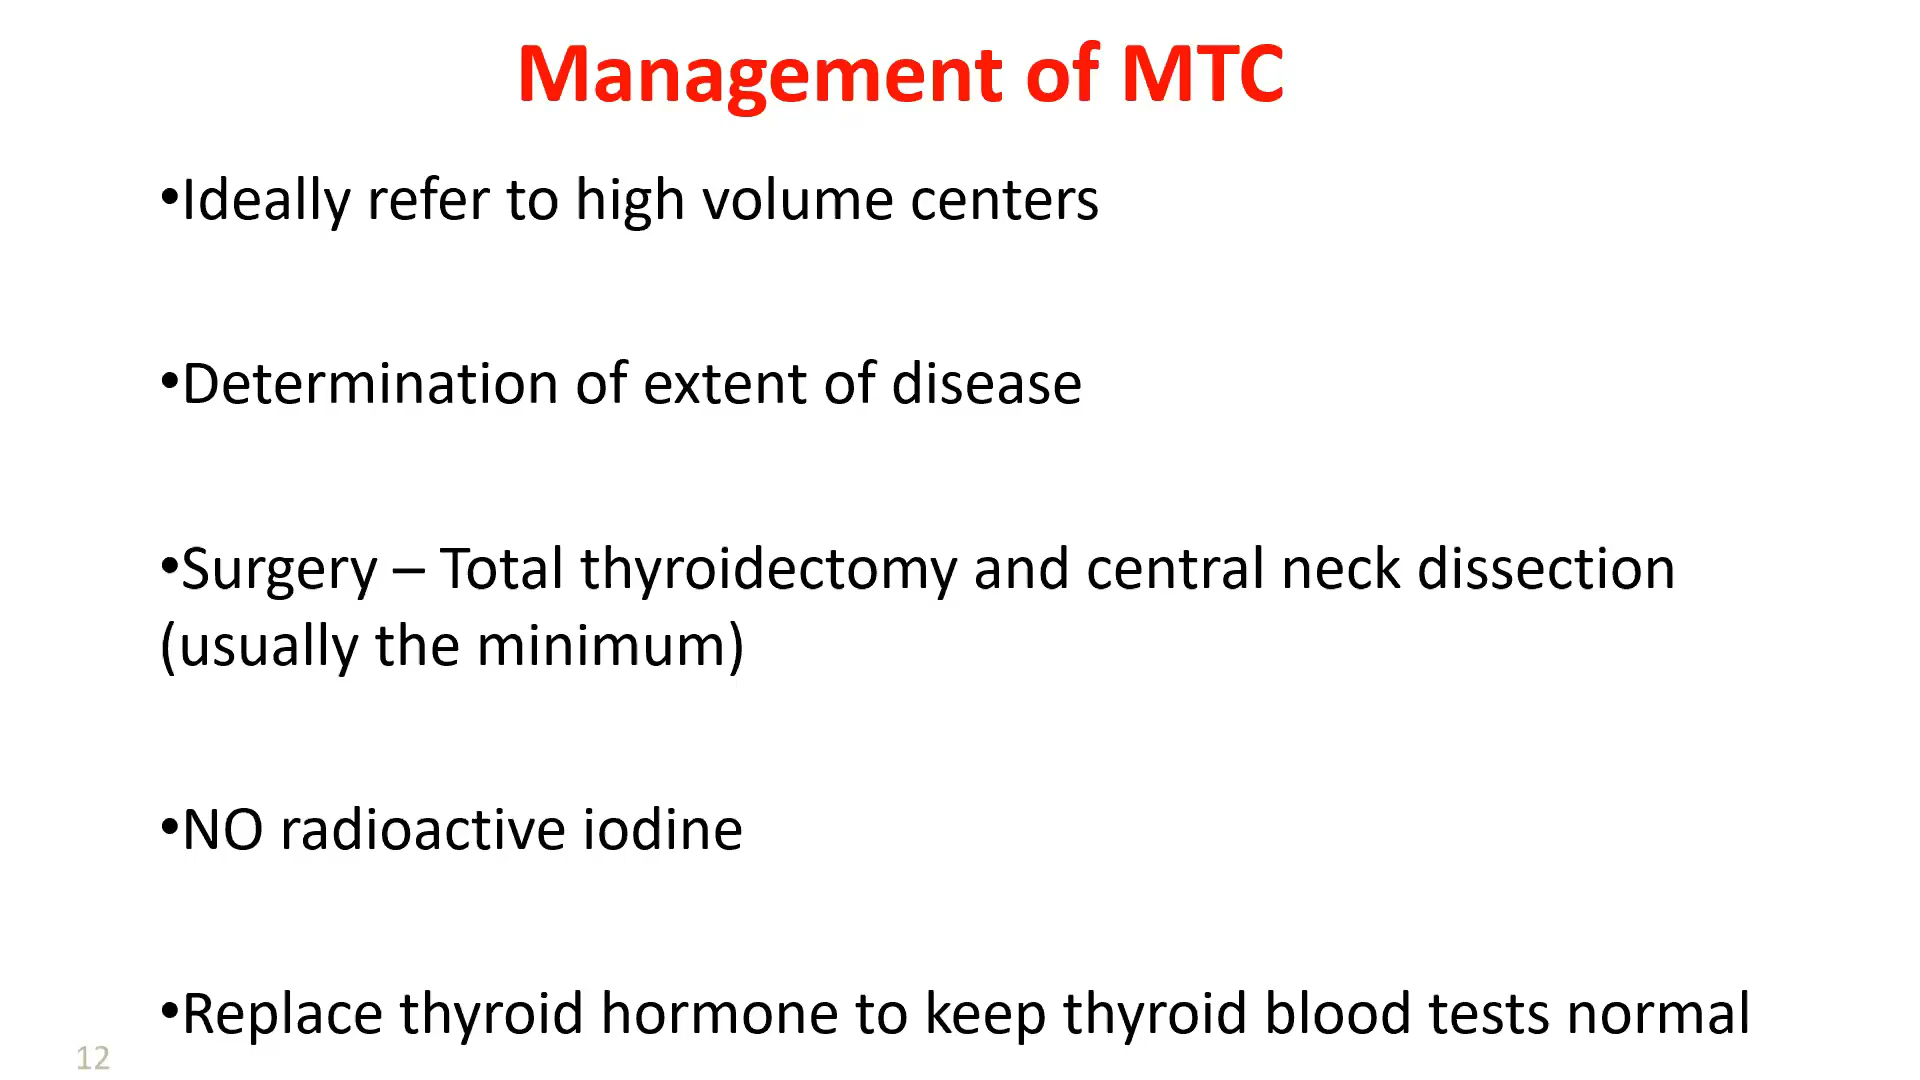 Management of MTC
•Ideally refer to high volume centers
•Determination of extent of disease
•Surgery – Total thyroidectomy and central neck dissection
(usually the minimum)
•NO radioactive iodine
•Replace thyroid hormone to keep thyroid blood tests normal
12